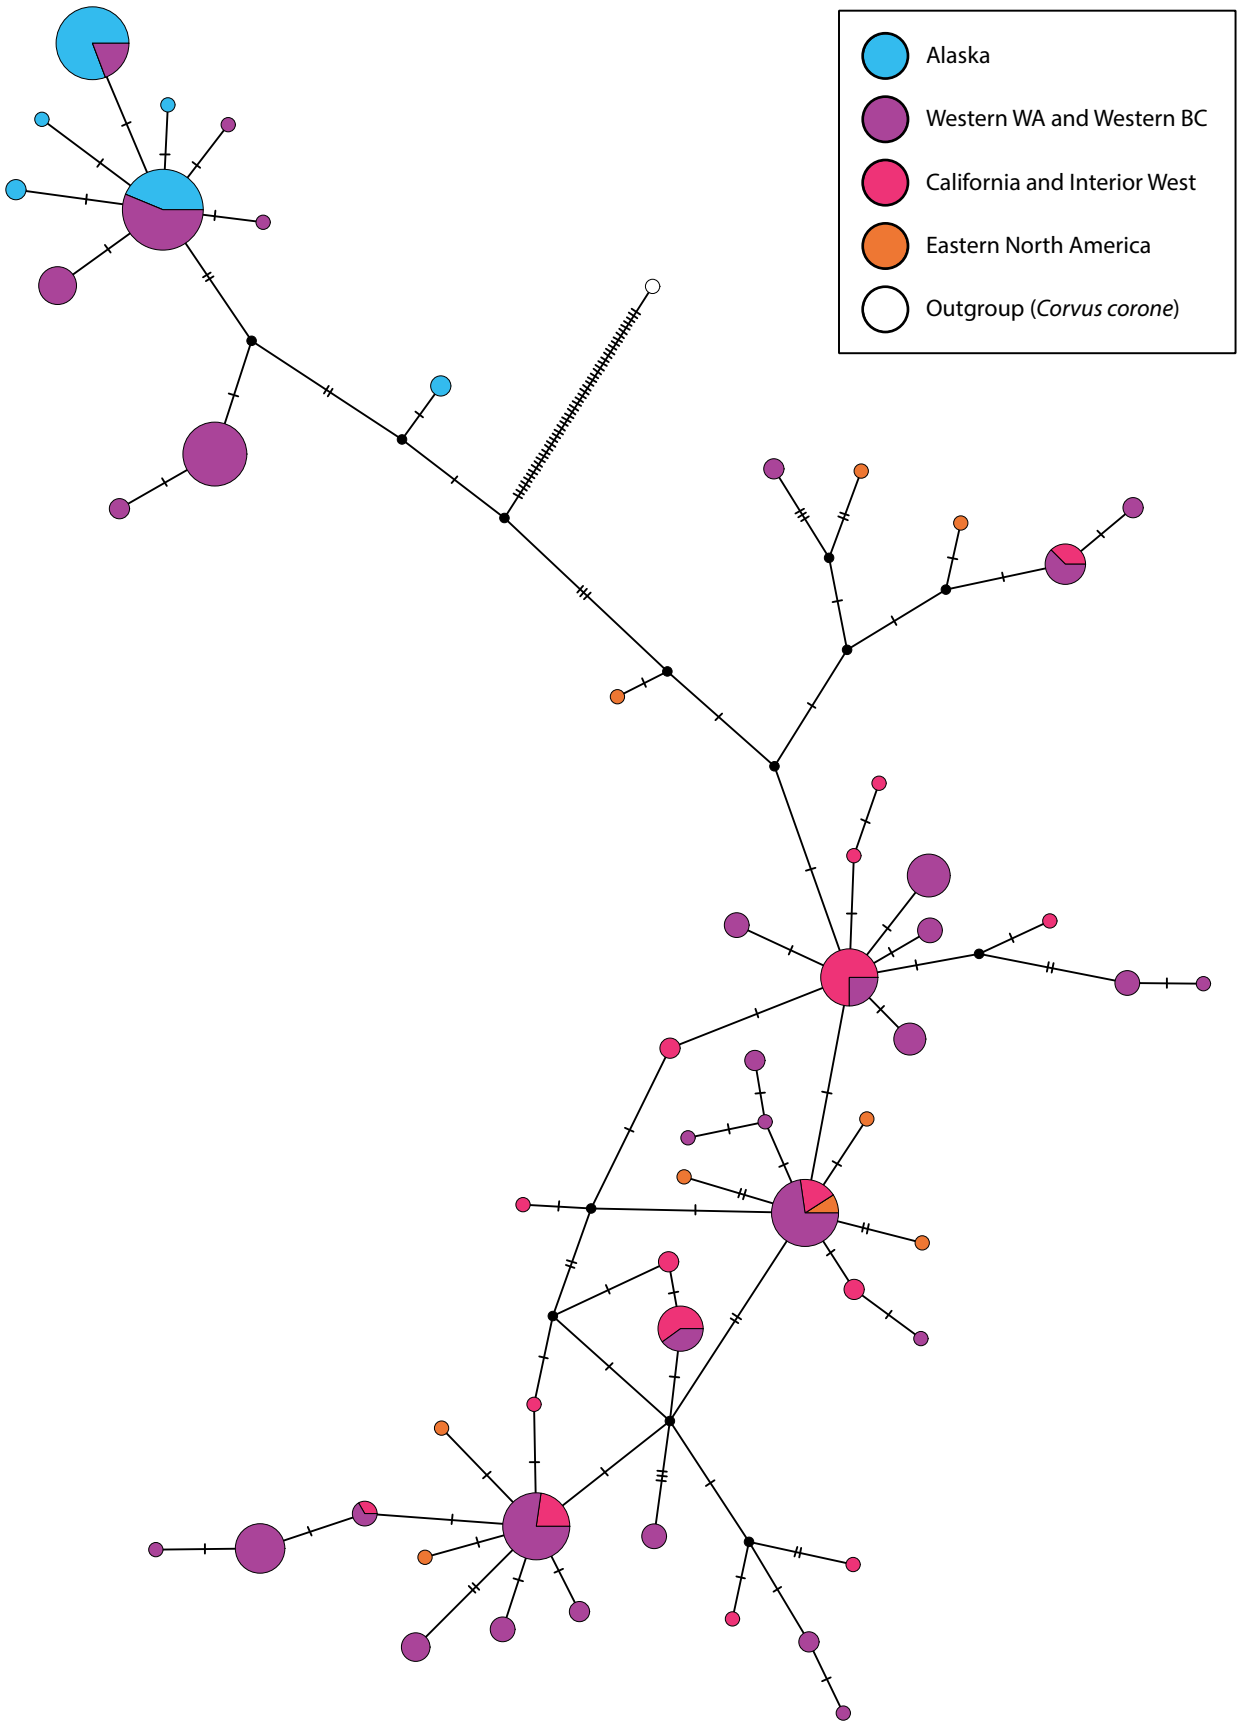 Alaska
Western WA and Western BC
California and Interior West
Eastern North America
Outgroup (Corvus corone)